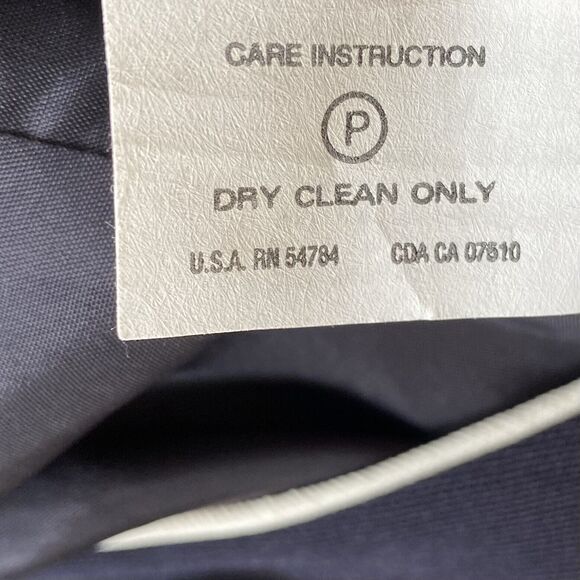 CARE INSTRUCTION
P
DRY CLEAN ONLY
U.S.A. RN 54784 CDA CA 07510